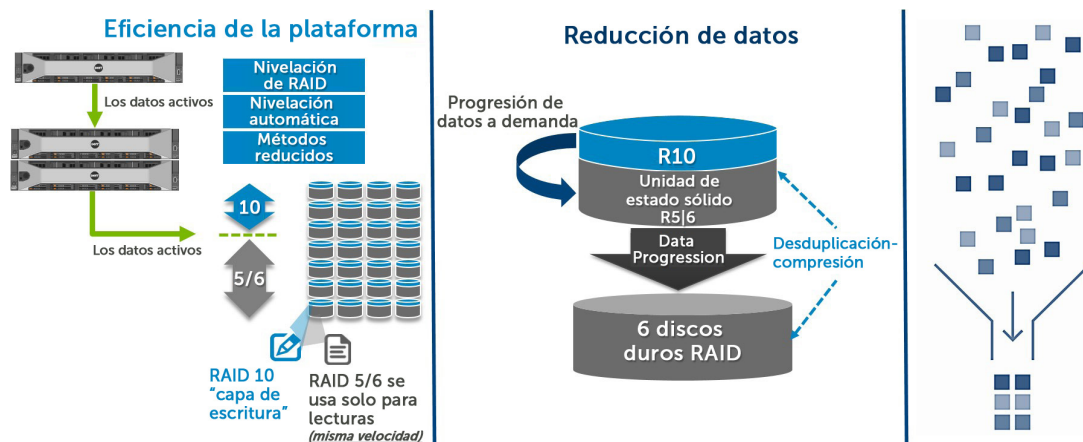 Eficiencia de la plataforma
Los datos activos
Nivelación
de RAID
Nivelación
automática
Métodos
reducidos
Los datos activos
10
5/6
RAID 10
“capa de
escritura”
RAID 5/6 se
usa solo para
lecturas
(misma velocidad)
Reducción de datos
Progresión de
datos a demanda
R10
Unidad de
estado sólido
R5|6
Data
Progression
Desduplicación-
compresión
6 discos
duros RAID